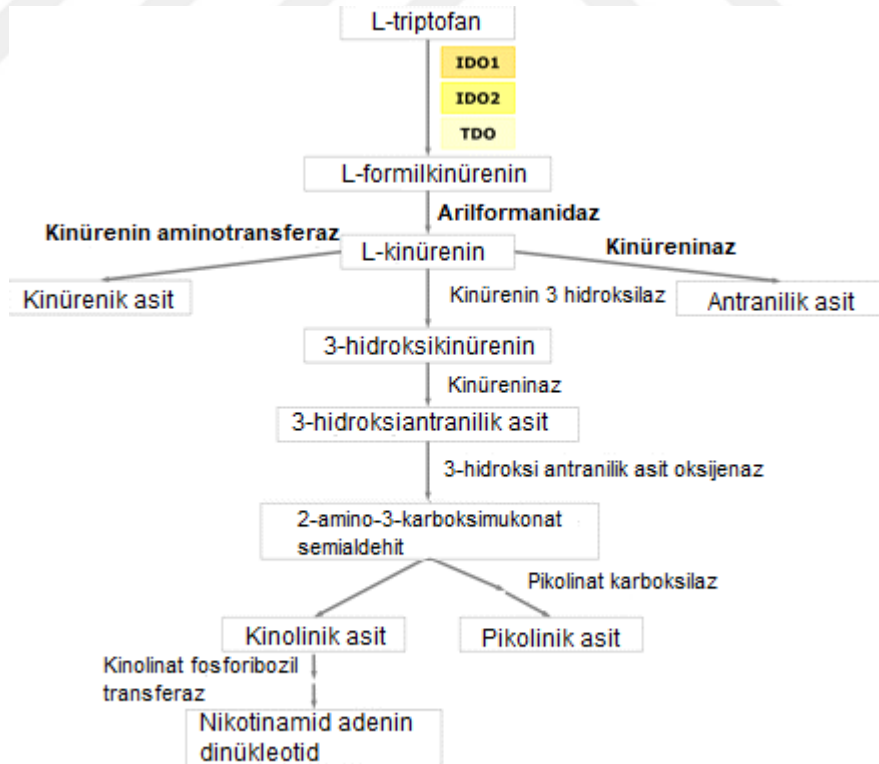 L-triptofan
IDO1
IDO2
TDO
L-formilkinürenin
Arilformanidaz
Kinürenin aminotransferaz
L-kinürenin
Kinüreninaz
Kinürenik asit
Kinürenin 3 hidroksilaz
Antranilik asit
3-hidroksikinürenin
Kinüreninaz
3-hidroksiantranilik asit
3-hidroksi antranilik asit oksijenaz
2-amino-3-karboksimukonat
semialdehit
Pikolinat karboksilaz
Kinolinik asit
Pikolinik asit
Kinolinat fosforibozil
transferaz
Nikotinamid adenin
dinükleotid